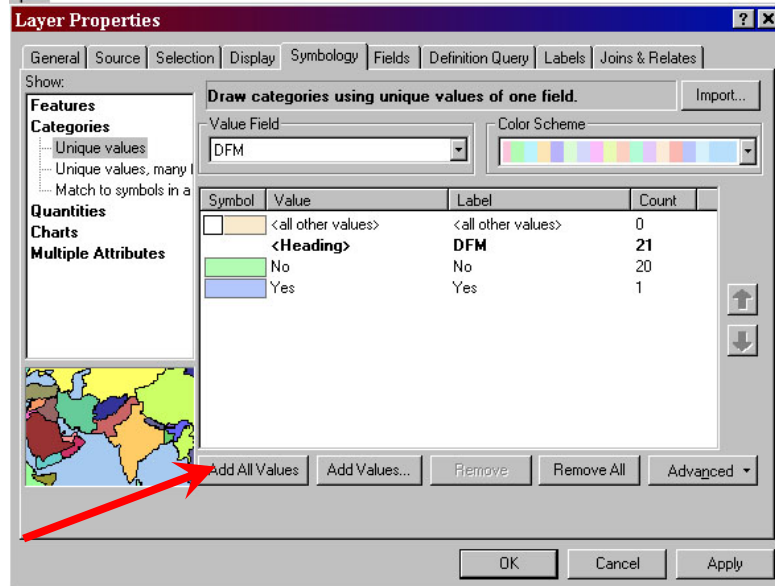 Layer Properties
General Source Selection Display Symbology Fields Definition Query Labels Joins & Relates
Show:
Features
Categories
Unique values
Unique values, many
Match to symbols in a
Quantities
Charts
Multiple Attributes
Draw categories using unique values of one field.
Import...
Value Field
DFM
Color Scheme
Symbol Value Label Count
<all other values> <all other values> 0
<Heading> DFM 21
No No 20
Yes Yes 1
Add All Values Add Values... Remove Remove All Advanced
OK Cancel Apply